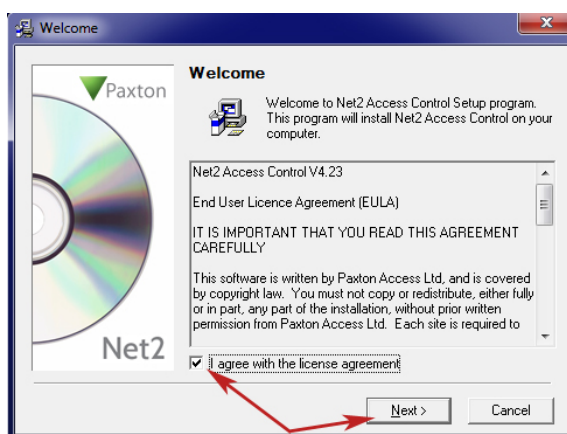 Welcome
Paxton
Net2
Welcome
Welcome to Net2 Access Control Setup program.
This program will install Net2 Access Control on your
computer.
Net2 Access Control V4.23
End User Licence Agreement (EULA)
IT IS IMPORTANT THAT YOU READ THIS AGREEMENT
CAREFULLY
This software is written by Paxton Access Ltd, and is covered
by copyright law. You must not copy or redistribute, either fully
or in part, any part of the installation, without prior written
permission from Paxton Access Ltd. Each site is required to
I agree with the license agreement
Next >
Cancel